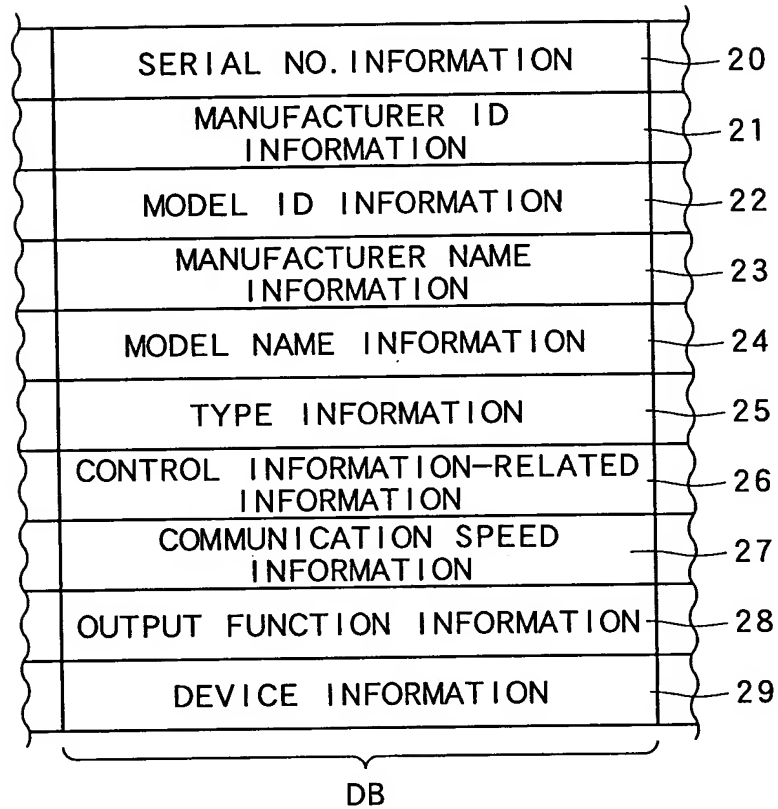 SERIAL NO. INFORMATION 20
MANUFACTURER ID
INFORMATION 21
MODEL ID INFORMATION 22
MANUFACTURER NAME
INFORMATION 23
MODEL NAME INFORMATION 24
TYPE INFORMATION 25
CONTROL INFORMATION-RELATED
INFORMATION 26
COMMUNICATION SPEED
INFORMATION 27
OUTPUT FUNCTION INFORMATION 28
DEVICE INFORMATION 29
DB